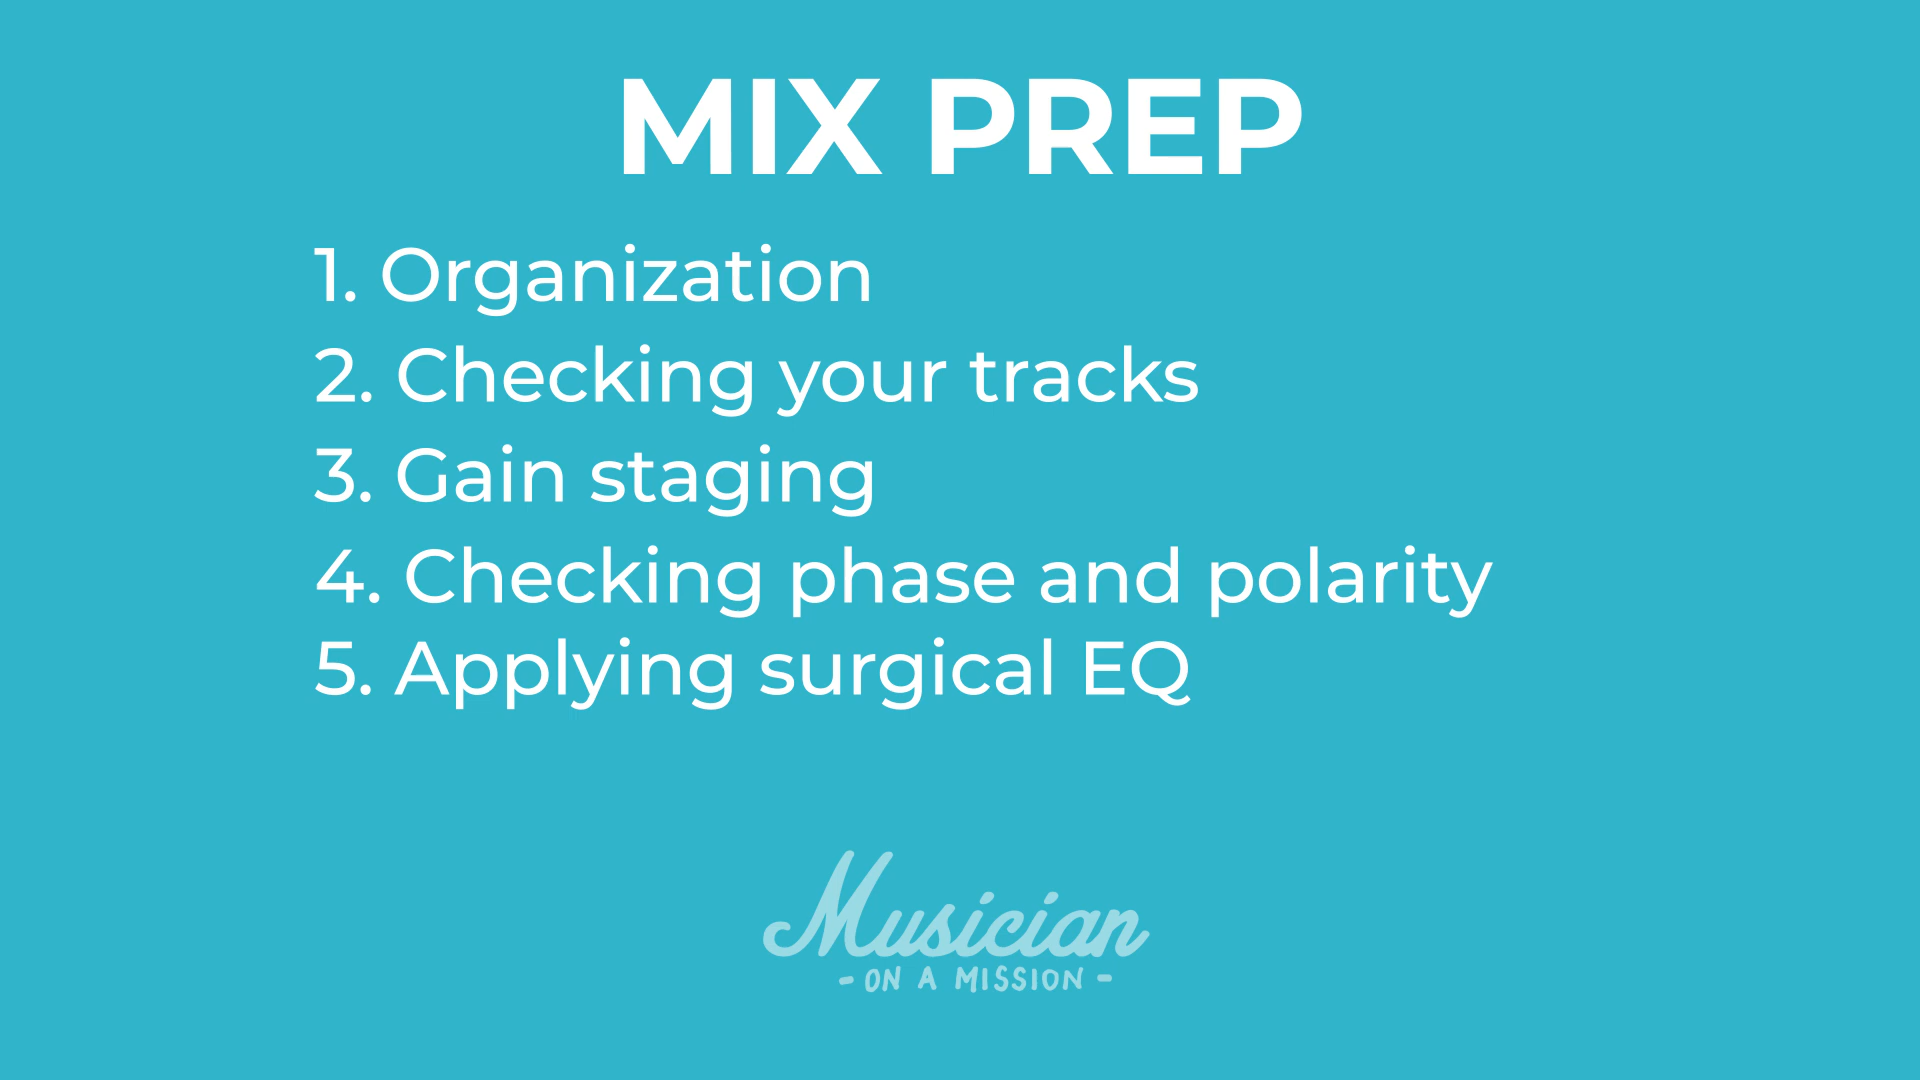 MIX PREP
1. Organization
2. Checking your tracks
3. Gain staging
4. Checking phase and polarity
5. Applying surgical EQ
Musician
- ON A MISSION -